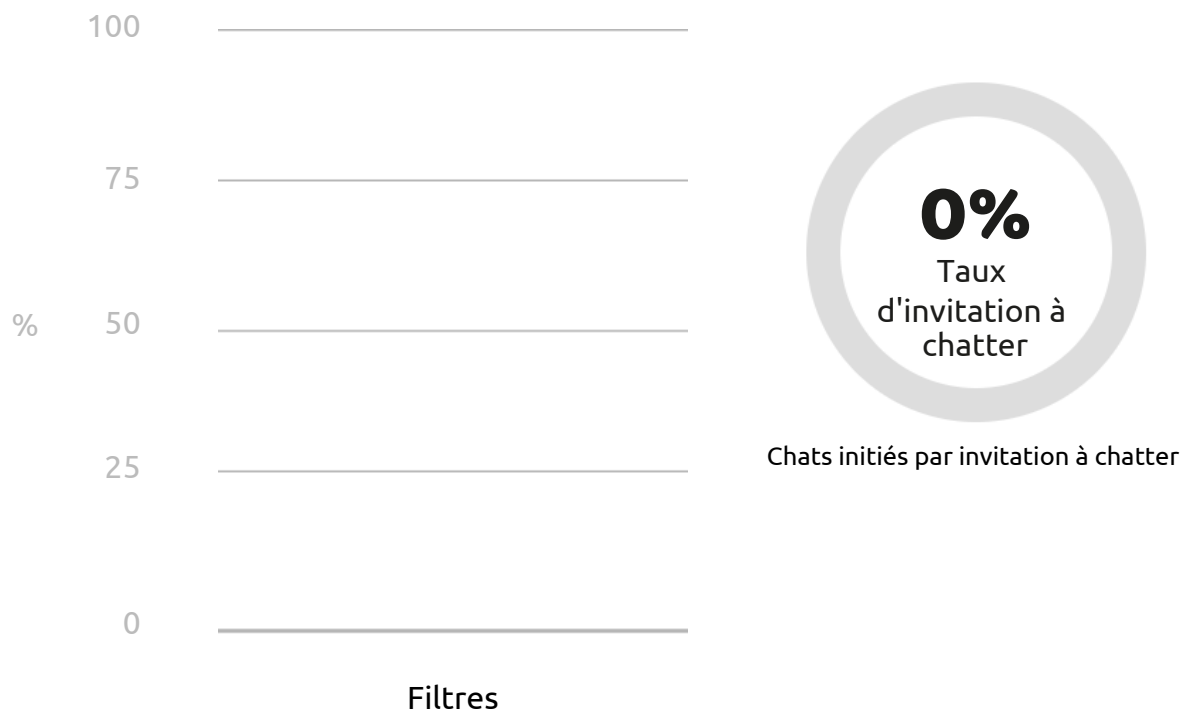 100
75
%
50
25
0
Filtres
0%
Taux
d'invitation à
chatter
Chats initiés par invitation à chatter